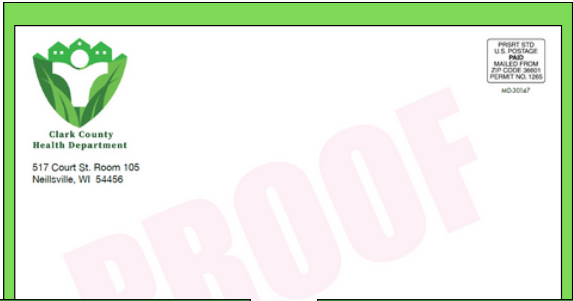 Clark County
Health Department
517 Court St. Room 105
Neillsville, WI  54456
PRSRT STD
U.S. POSTAGE
PAID
MAILED FROM
ZIP CODE 36601
PERMIT NO. 1265
MD-30147
PROOF